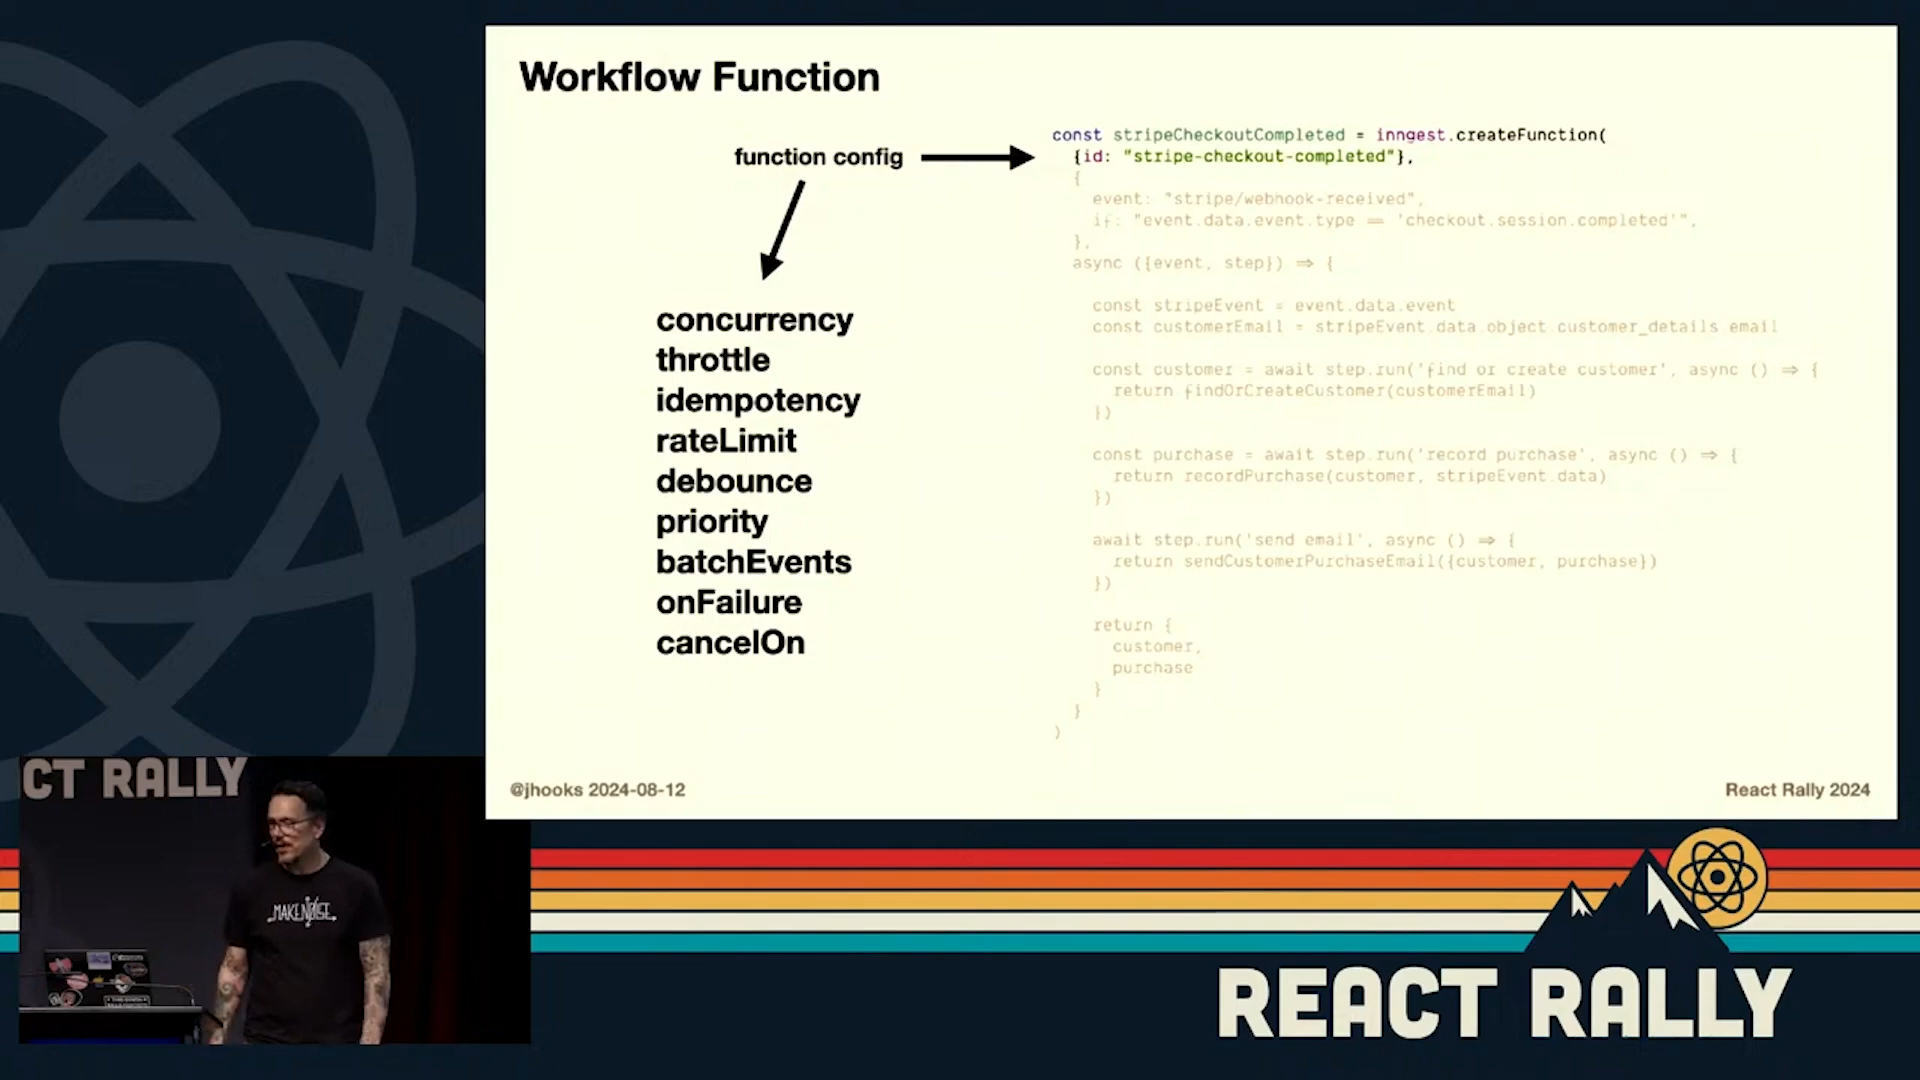 Workflow Function
function config
concurrency
throttle
idempotency
rateLimit
debounce
priority
batchEvents
onFailure
cancelOn
const stripeCheckoutCompleted = inngest.createFunction(
{id: "stripe-checkout-completed"},
{
event: "stripe/webhook-received",
if: "event.data.event.type == 'checkout.session.completed'",
},
async ({event, step}) => {
const stripeEvent = event.data.event
const customerEmail = stripeEvent.data.object.customer_details.email
const customer = await step.run('find or create customer', async () => {
return findOrCreateCustomer(customerEmail)
})
const purchase = await step.run('record purchase', async () => {
return recordPurchase(customer, stripeEvent.data)
})
await step.run('send email', async () => {
return sendCustomerPurchaseEmail({customer, purchase})
})
return {
customer,
purchase
}
}
)
@jhooks 2024-08-12
React Rally 2024
CT RALLY
MAKE NOISE
REACT RALLY